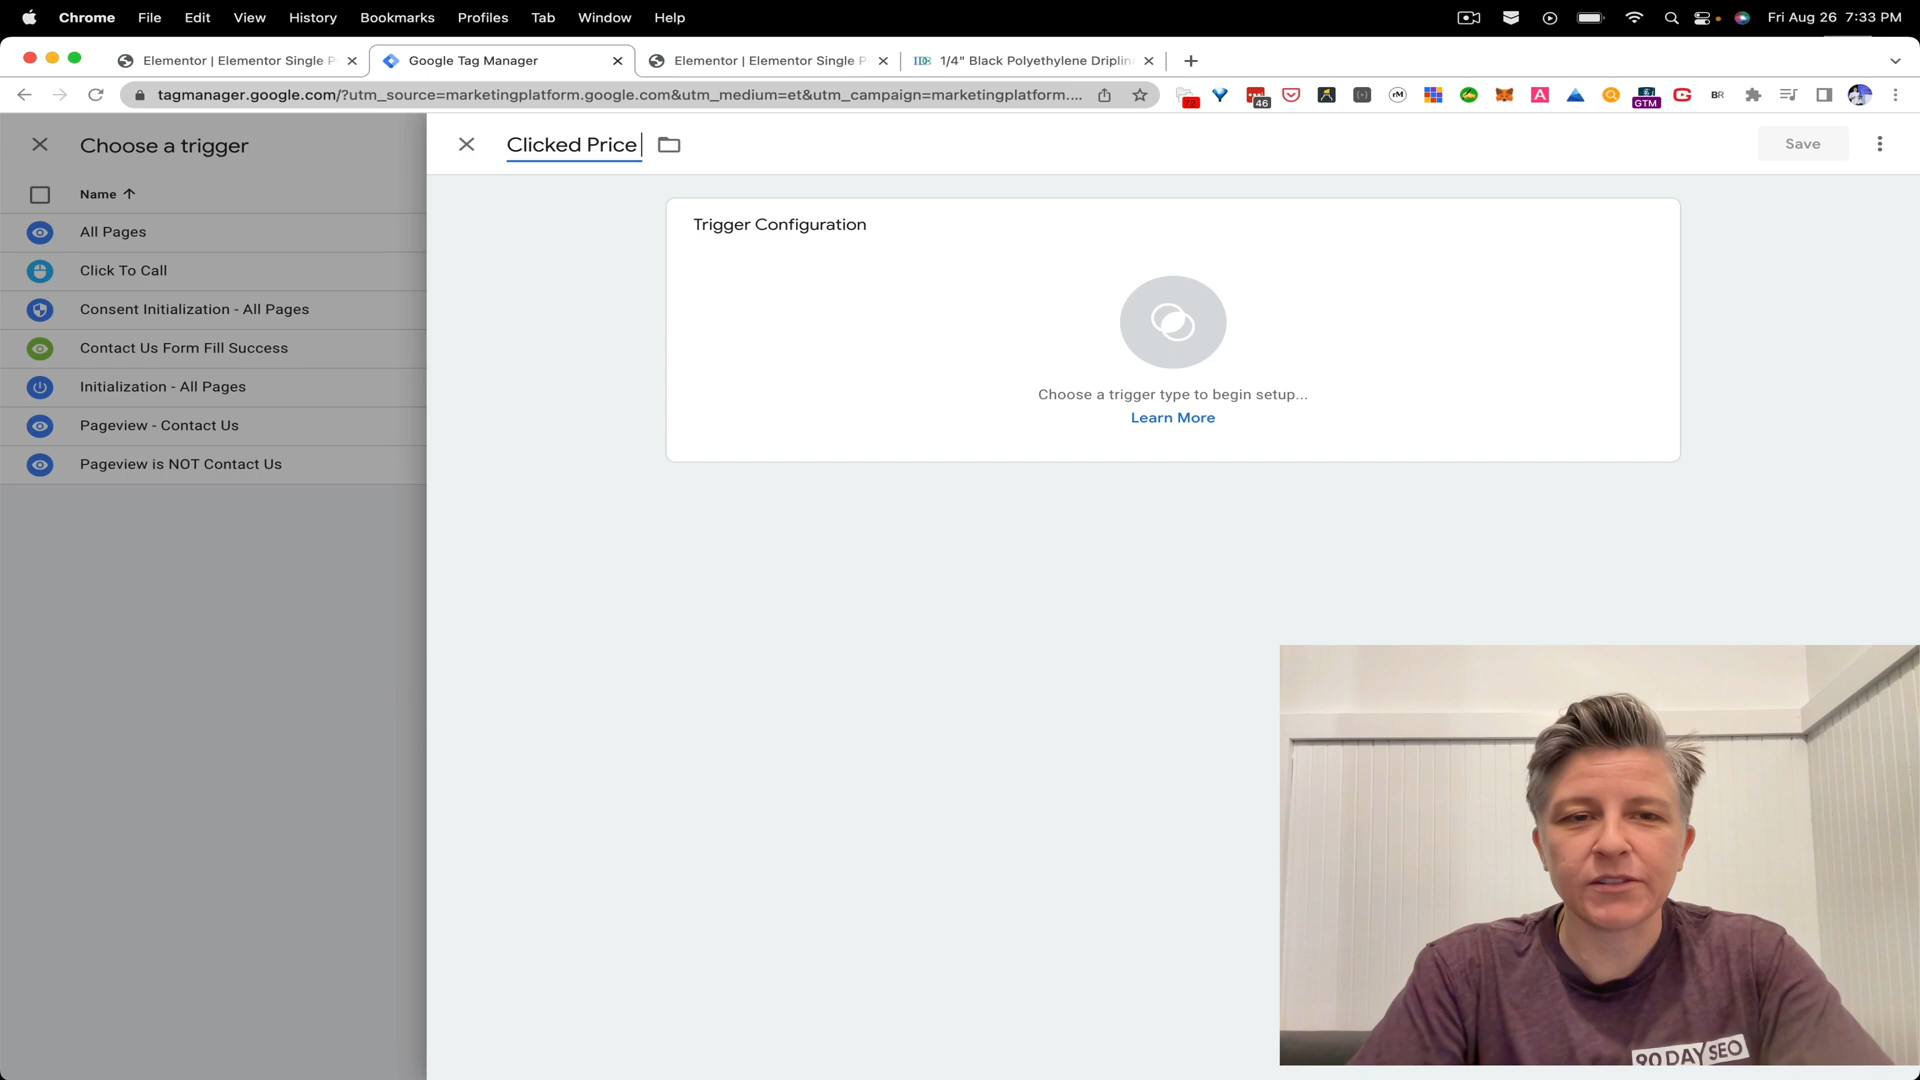 Chrome File Edit View History Bookmarks Profiles Tab Window Help
Fri Aug 26 7:33 PM
Elementor | Elementor Single P
Google Tag Manager
Elementor | Elementor Single P
1/4" Black Polyethylene Driplin
tagmanager.google.com/?utm_source=marketingplatform.google.com&utm_medium=et&utm_campaign=marketingplatform....
72
46
GTM
BR
Choose a trigger
Clicked Price
Save
Name
All Pages
Click To Call
Consent Initialization - All Pages
Contact Us Form Fill Success
Initialization - All Pages
Pageview - Contact Us
Pageview is NOT Contact Us
Trigger Configuration
Choose a trigger type to begin setup...
Learn More
90 DAY SEO